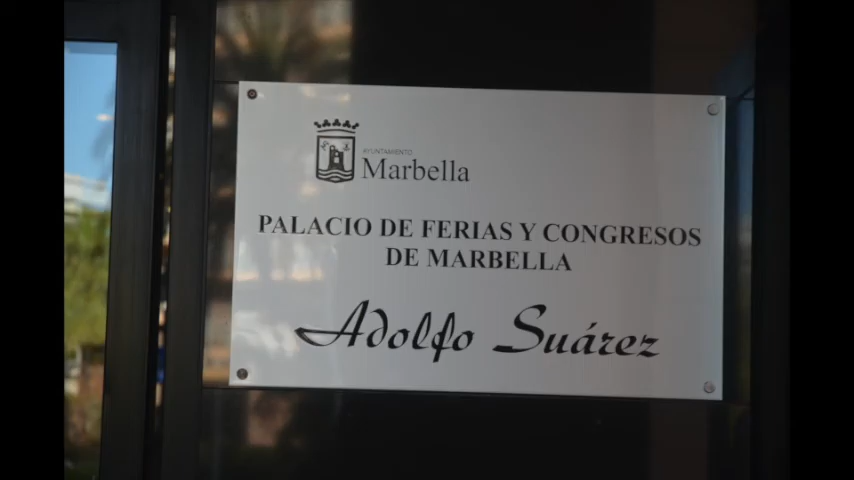 AYUNTAMIENTO
Marbella
PALACIO DE FERIAS Y CONGRESOS
DE MARBELLA
Adolfo Suárez